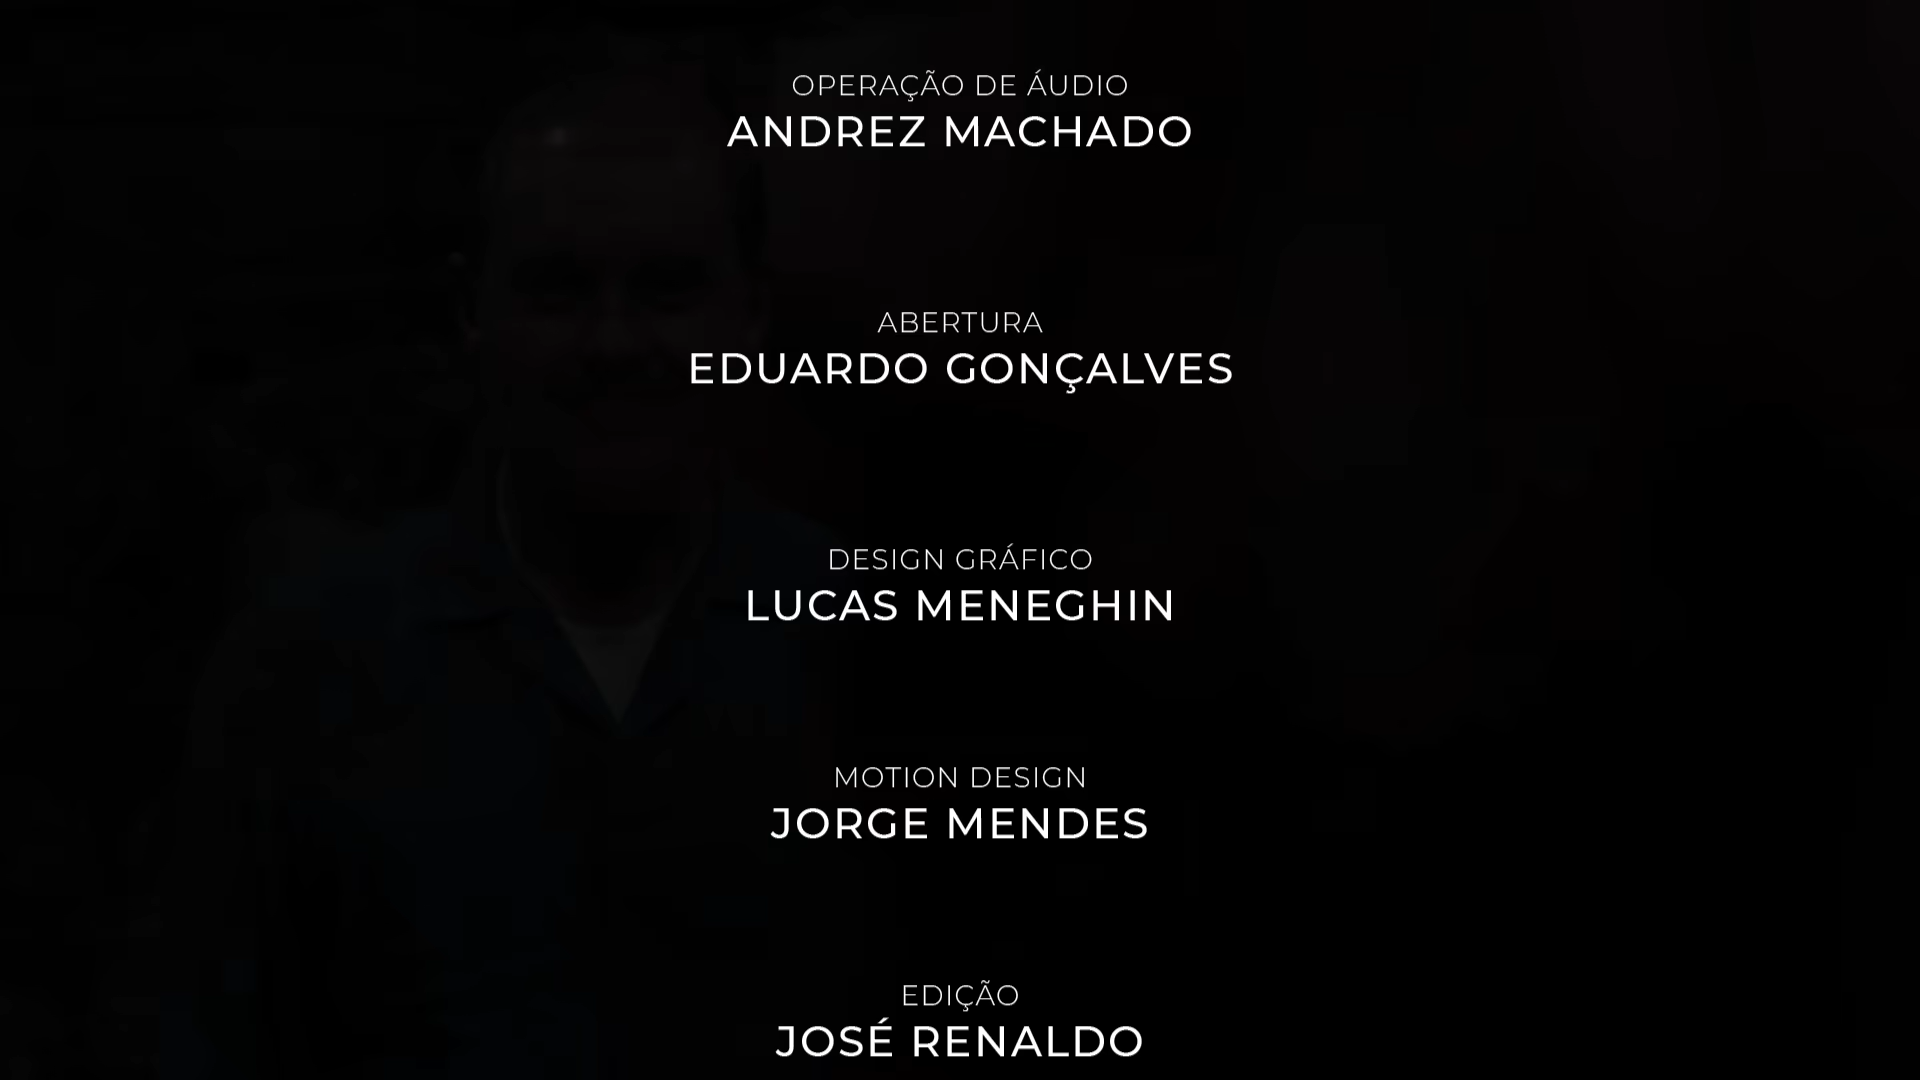 OPERAÇÃO DE ÁUDIO
ANDREZ MACHADO
ABERTURA
EDUARDO GONÇALVES
DESIGN GRÁFICO
LUCAS MENEGHIN
MOTION DESIGN
JORGE MENDES
EDIÇÃO
JOSÉ RENALDO